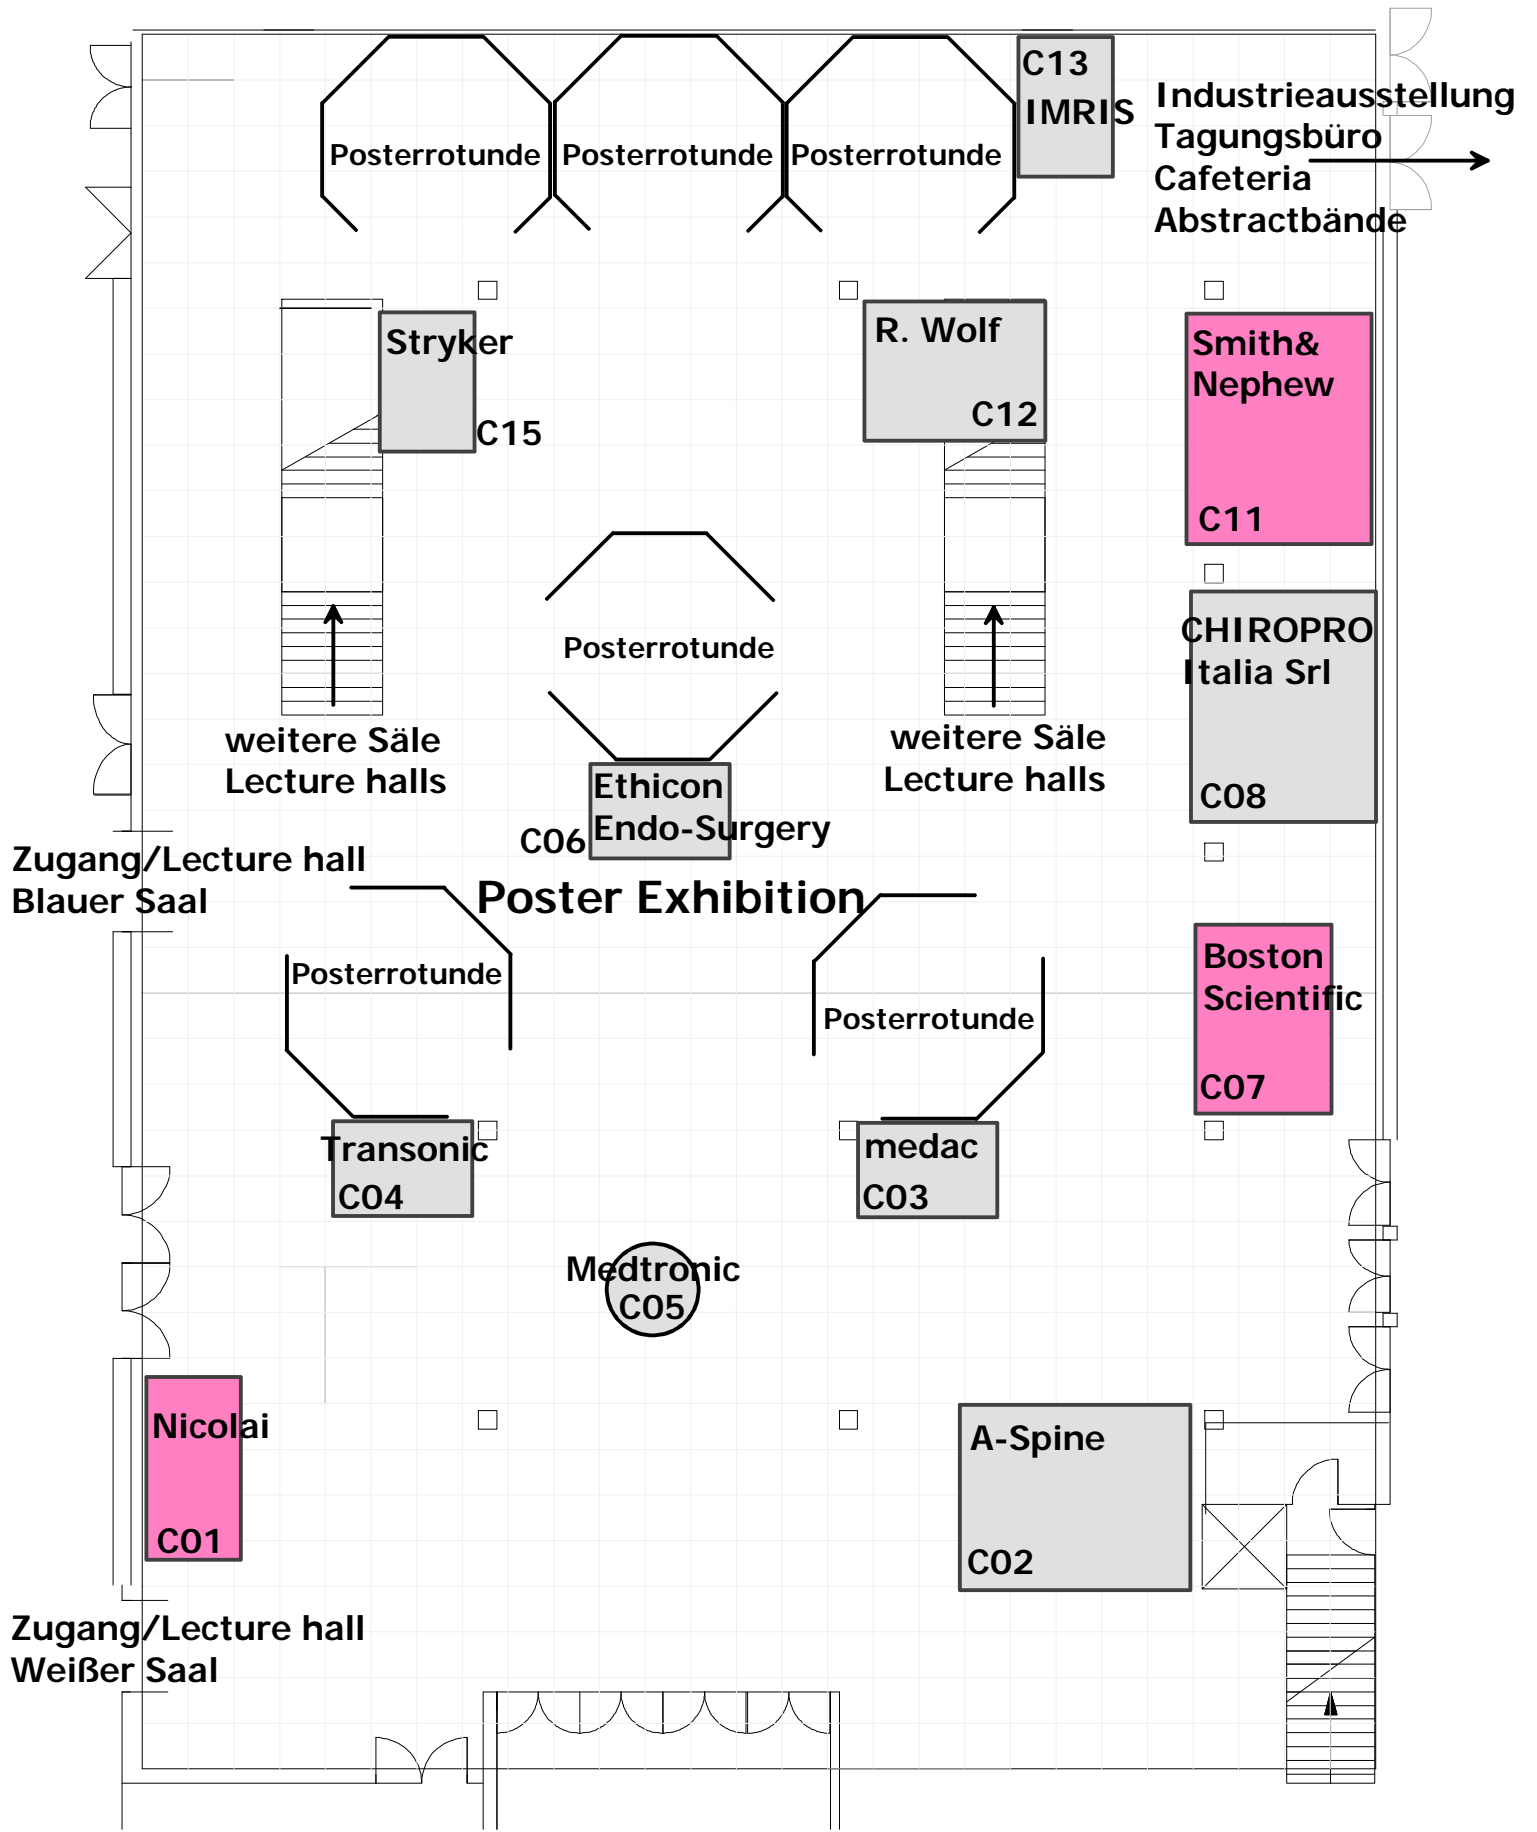 C13
IMRIS
Industrieausstellung
Tagungsbüro
Cafeteria
Abstractbände
Posterrotunde
Posterrotunde
Posterrotunde
Stryker
C15
R. Wolf
C12
Smith&
Nephew
C11
Posterrotunde
CHIROPRO
Italia Srl
C08
weitere Säle
Lecture halls
weitere Säle
Lecture halls
Ethicon
Endo-Surgery
C06
Zugang/Lecture hall
Blauer Saal
Poster Exhibition
Posterrotunde
Posterrotunde
Boston
Scientific
C07
Transonic
C04
medac
C03
Medtronic
C05
Nicolai
C01
A-Spine
C02
Zugang/Lecture hall
Weißer Saal